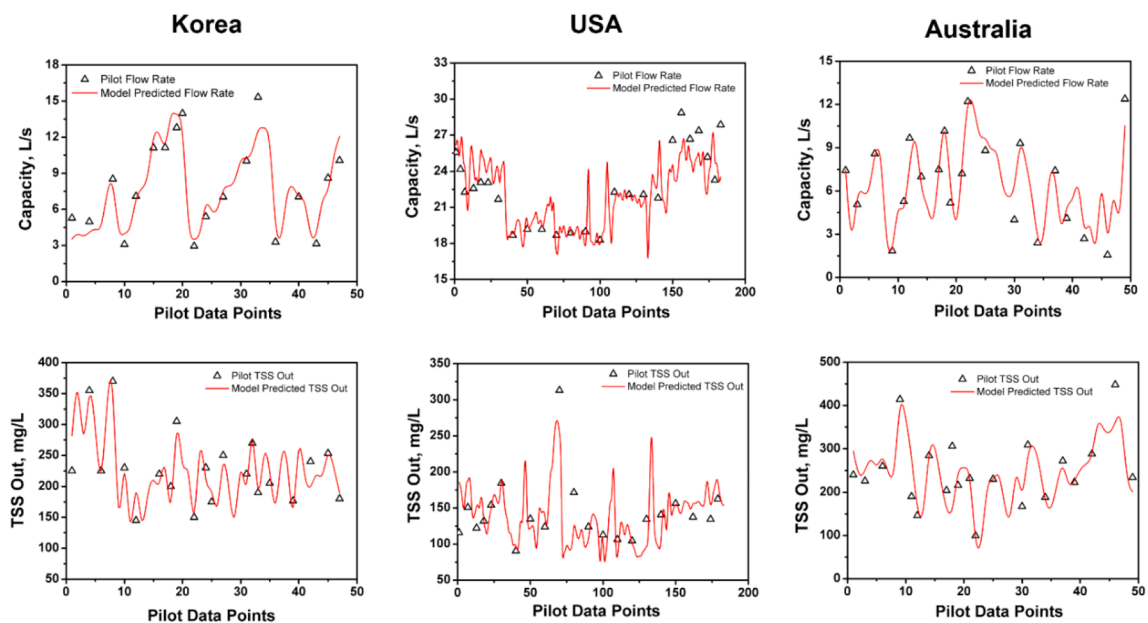 Korea
USA
Australia
Capacity, L/s
18
15
12
9
6
3
0
0 10 20 30 40 50
Pilot Data Points
Pilot Flow Rate
Model Predicted Flow Rate
Capacity, L/s
33
30
27
24
21
18
15
0 50 100 150 200
Pilot Data Points
Pilot Flow Rate
Model Predicted Flow Rate
Capacity, L/s
15
12
9
6
3
0
0 10 20 30 40 50
Pilot Data Points
Pilot Flow Rate
Model Predicted Flow Rate
TSS Out, mg/L
400
350
300
250
200
150
100
50
0 10 20 30 40 50
Pilot Data Points
Pilot TSS Out
Model Predicted TSS Out
TSS Out, mg/L
350
300
250
200
150
100
50
0 50 100 150 200
Pilot Data Points
Pilot TSS Out
Model Predicted TSS Out
TSS Out, mg/L
500
400
300
200
100
0
0 10 20 30 40 50
Pilot Data Points
Pilot TSS Out
Model Predicted TSS Out